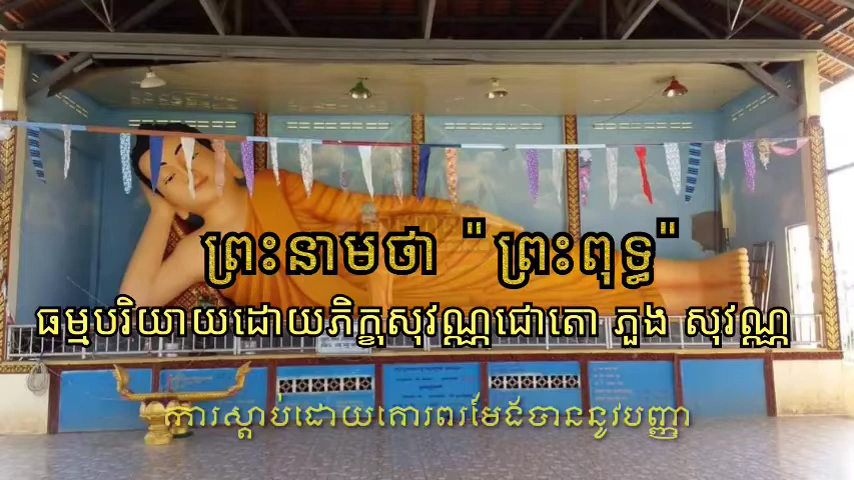 ព្រះនាមថា "ព្រះពុទ្ធ"
ធម្មបរិយាយដោយភិក្ខុសុវណ្ណជោតោ ភួង សុវណ្ណ
ការស្ដាប់ដោយគោរពរមែងបាននូវបញ្ញា